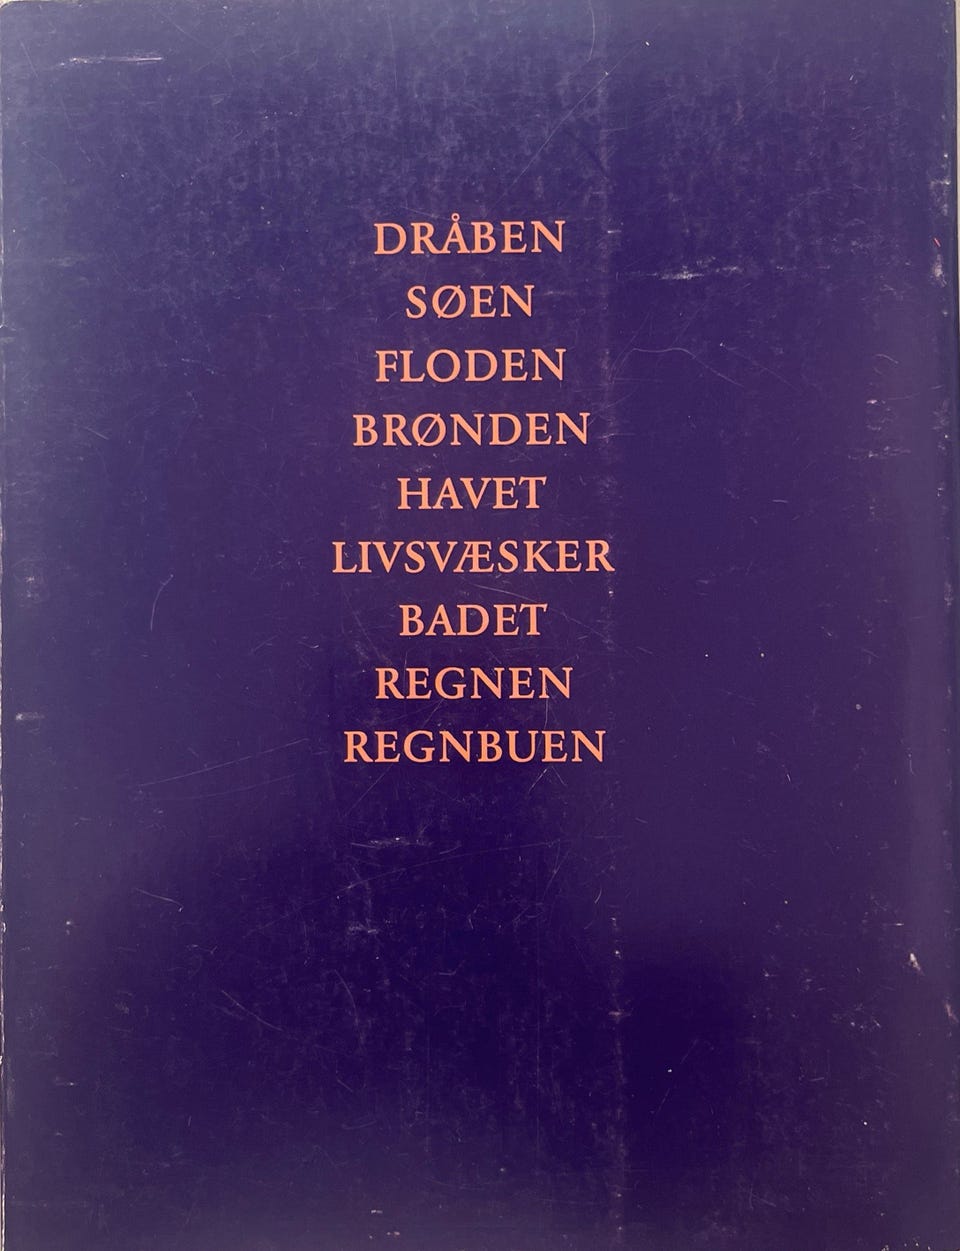 DRÅBEN
SØEN
FLODEN
BRØNDEN
HAVET
LIVSVÆSKER
BADET
REGNEN
REGNBUEN